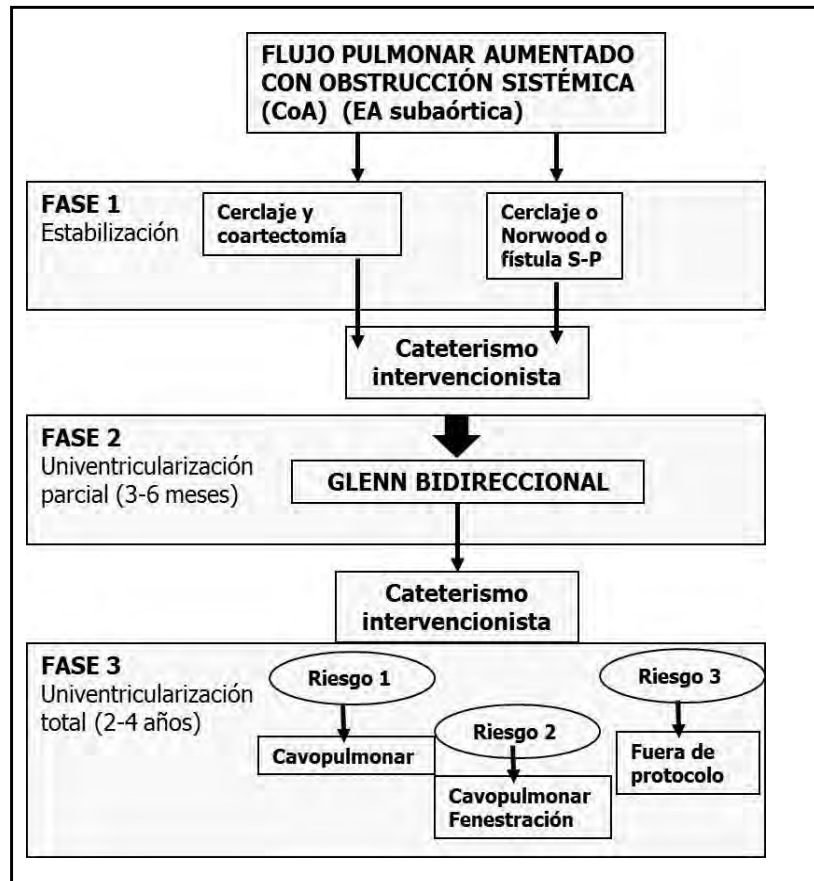 FLUJO PULMONAR AUMENTADO
CON OBSTRUCCIÓN SISTÉMICA
(CoA) (EA subaórtica)
FASE 1
Estabilización
Cerclaje y
coartectomía
Cerclaje o
Norwood o
fístula S-P
Cateterismo
intervencionista
FASE 2
Univentricularización
parcial (3-6 meses)
GLENN BIDIRECCIONAL
Cateterismo
intervencionista
FASE 3
Univentricularización
total (2-4 años)
Riesgo 1
Cavopulmonar
Riesgo 2
Cavopulmonar
Fenestración
Riesgo 3
Fuera de
protocolo